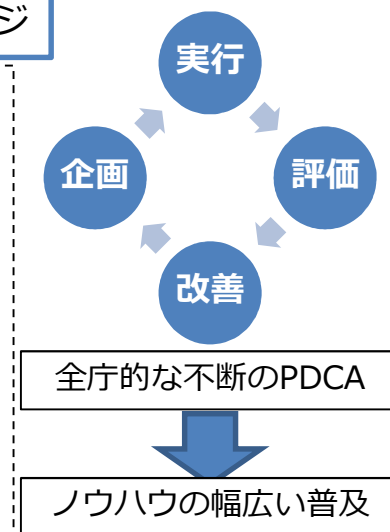 ジ
実行
企画
評価
改善
全庁的な不断のPDCA
ノウハウの幅広い普及